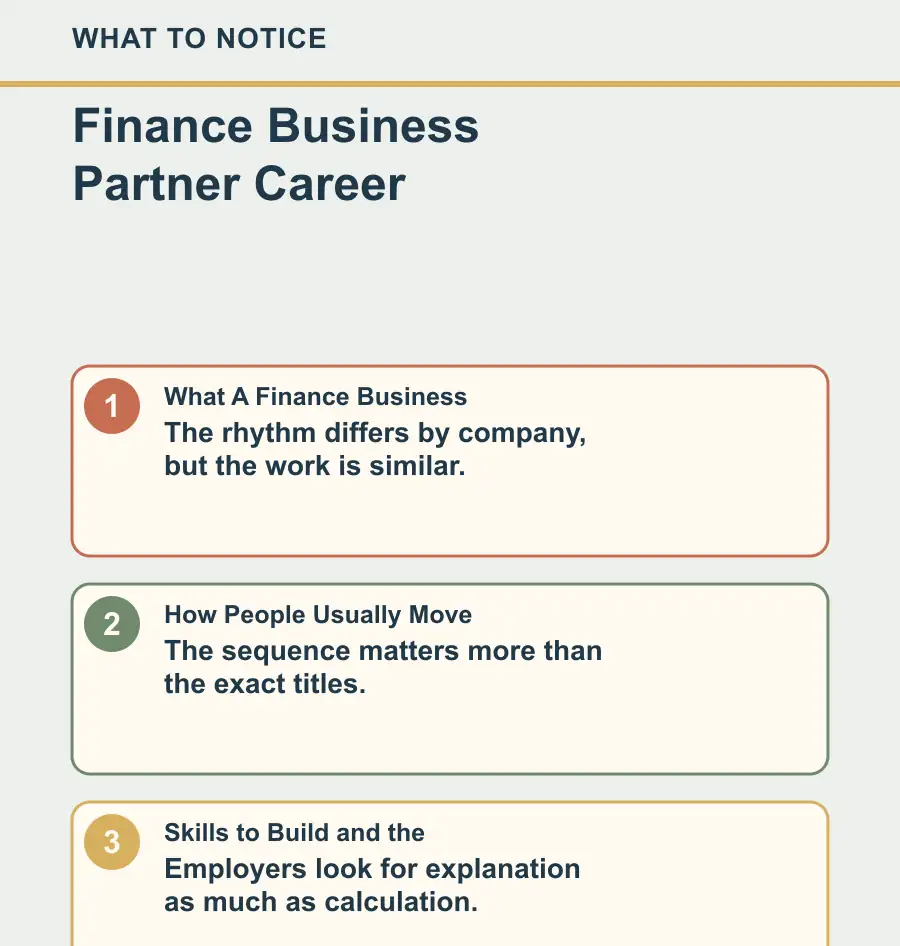 WHAT TO NOTICE
Finance Business
Partner Career
1
What A Finance Business
The rhythm differs by company,
but the work is similar.
2
How People Usually Move
The sequence matters more than
the exact titles.
3
Skills to Build and the
Employers look for explanation
as much as calculation.